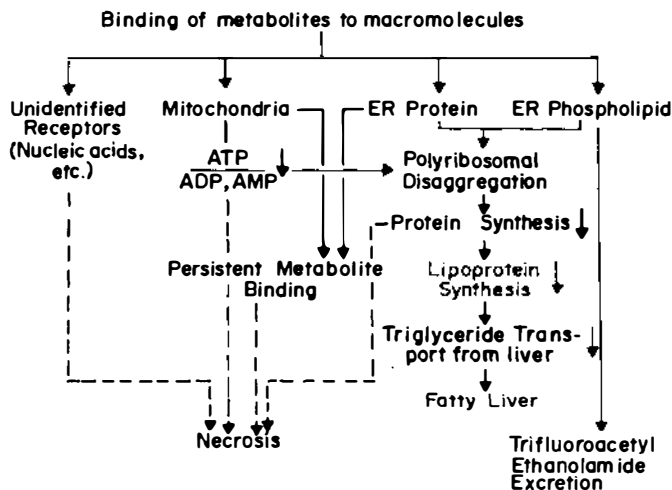 Binding of metabolites to macromolecules
Unidentified
Receptors
(Nucleic acids,
etc.)
Mitochondria
ER Protein
ER Phospholipid
ATP
ADP, AMP
Polyribosomal
Disaggregation
Protein Synthesis
Persistent Metabolite
Binding
Lipoprotein
Synthesis
Triglyceride Trans-
port from liver
Fatty Liver
Necrosis
Trifluoroacetyl
Ethanolamide
Excretion